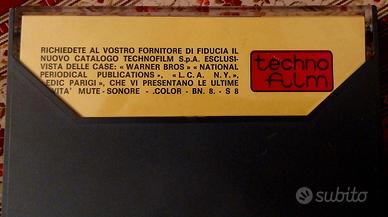 RICHIEDETE AL VOSTRO FORNITORE DI FIDUCIA IL
NUOVO CATALOGO TECHNOFILM S.p.A. ESCLUSI-
VISTA DELLE CASE: « WARNER BROS » « NATIONAL
PERIODICAL PUBLICATIONS », « L.C.A. N.Y. »,
EDIC PARIGI », CHE VI PRESENTANO LE ULTIME
VITA' MUTE - SONORE - COLOR - BN. 8. - S 8
techno
film
subito